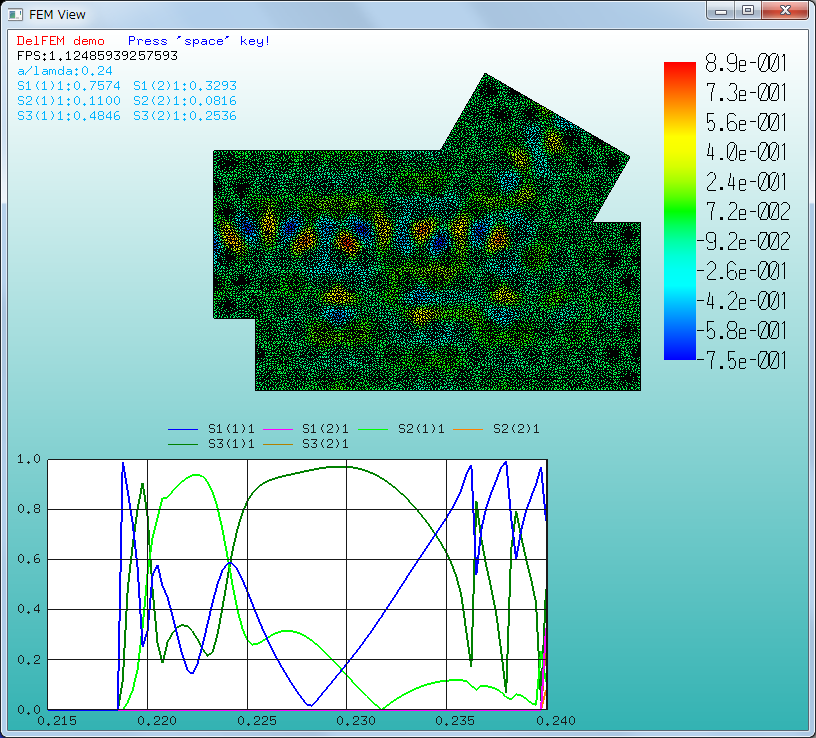 FEM View
DelFEM demo   Press "space" key!
FPS:1.12485939257593
a/lamda:0.24
S1(1)1:0.7574  S1(2)1:0.3293
S2(1)1:0.1100  S2(2)1:0.0816
S3(1)1:0.4846  S3(2)1:0.2536
8.9e-001
7.3e-001
5.6e-001
4.0e-001
2.4e-001
7.2e-002
-9.2e-002
-2.6e-001
-4.2e-001
-5.8e-001
-7.5e-001
S1(1)1 S1(2)1 S2(1)1 S2(2)1
S3(1)1 S3(2)1
1.0
0.8
0.6
0.4
0.2
0.0
0.215 0.220 0.225 0.230 0.235 0.240